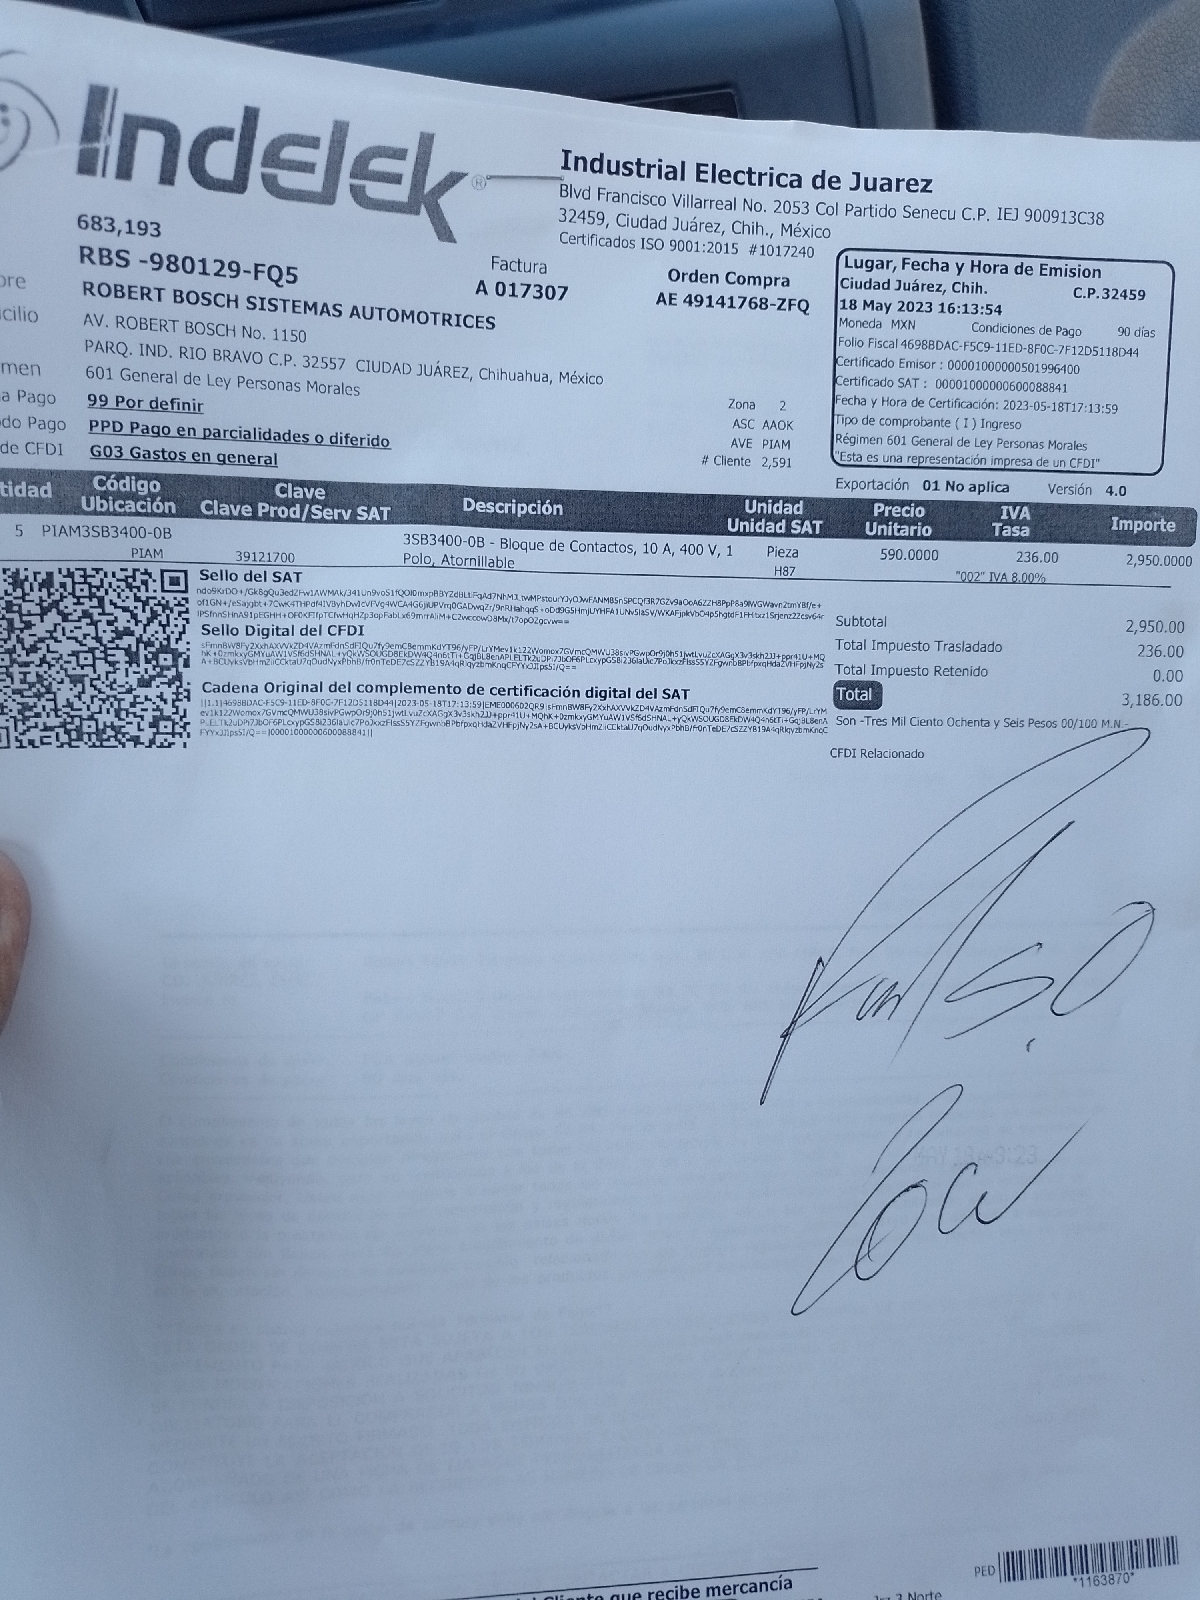 Indelek®
Industrial Electrica de Juarez
Blvd Francisco Villarreal No. 2053 Col Partido Senecu C.P. IEJ 900913C38
32459, Ciudad Juárez, Chih., México
Certificados ISO 9001:2015 #1017240
683,193
RBS -980129-FQ5
ROBERT BOSCH SISTEMAS AUTOMOTRICES
AV. ROBERT BOSCH No. 1150
PARQ. IND. RIO BRAVO C.P. 32557 CIUDAD JUÁREZ, Chihuahua, México
601 General de Ley Personas Morales
a Pago 99 Por definir
do Pago PPD Pago en parcialidades o diferido
de CFDI G03 Gastos en general
Factura
A 017307
Orden Compra
AE 49141768-ZFQ
Zona 2
ASC AAOK
AVE PIAM
# Cliente 2,591
Lugar, Fecha y Hora de Emision
Ciudad Juárez, Chih. C.P.32459
18 May 2023 16:13:54
Moneda MXN Condiciones de Pago 90 días
Folio Fiscal 4698BDAC-F5C9-11ED-8F0C-7F12D5118D44
Certificado Emisor : 00001000000501996400
Certificado SAT : 00001000000600088841
Fecha y Hora de Certificación: 2023-05-18T17:13:59
Tipo de comprobante ( I ) Ingreso
Régimen 601 General de Ley Personas Morales
"Esta es una representación impresa de un CFDI"
Exportación 01 No aplica Versión 4.0
tidad Código Ubicación Clave Clave Prod/Serv SAT Descripción Unidad Unidad SAT Precio Unitario IVA Tasa Importe
5 PIAM3SB3400-0B 3SB3400-0B - Bloque de Contactos, 10 A, 400 V, 1 Pieza 590.0000 236.00 2,950.0000
PIAM 39121700 Polo, Atornillable H87 "002" IVA 8.00%
Sello del SAT
Sello Digital del CFDI
Cadena Original del complemento de certificación digital del SAT
Subtotal 2,950.00
Total Impuesto Trasladado 236.00
Total Impuesto Retenido 0.00
Total 3,186.00
Son -Tres Mil Ciento Ochenta y Seis Pesos 00/100 M.N.-
CFDI Relacionado
PED
*1163870*
Cliente que recibe mercancía